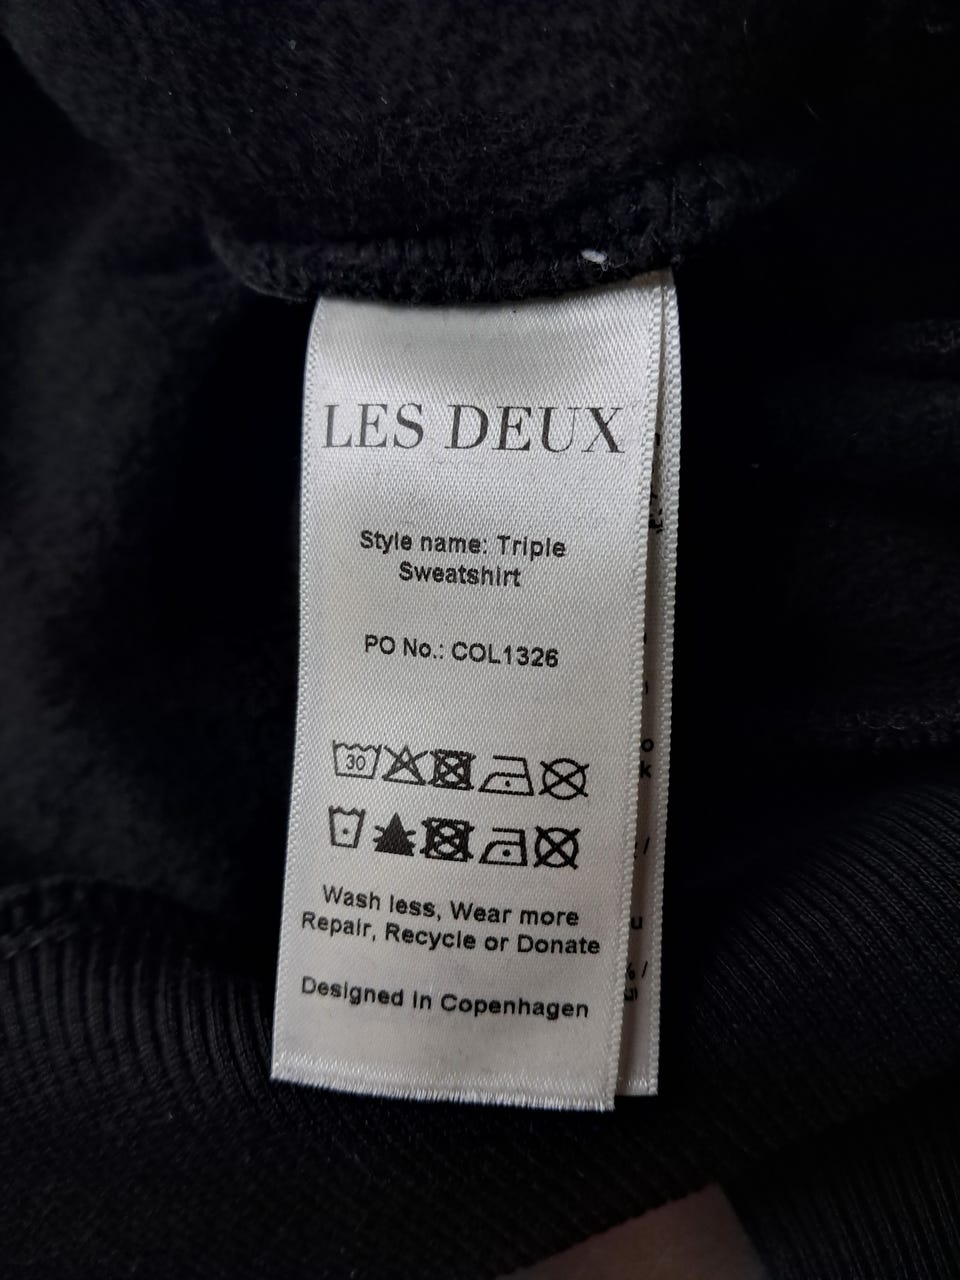 LES DEUX
Style name: Triple
Sweatshirt
PO No.: COL1326
30
Wash less, Wear more
Repair, Recycle or Donate
Designed in Copenhagen